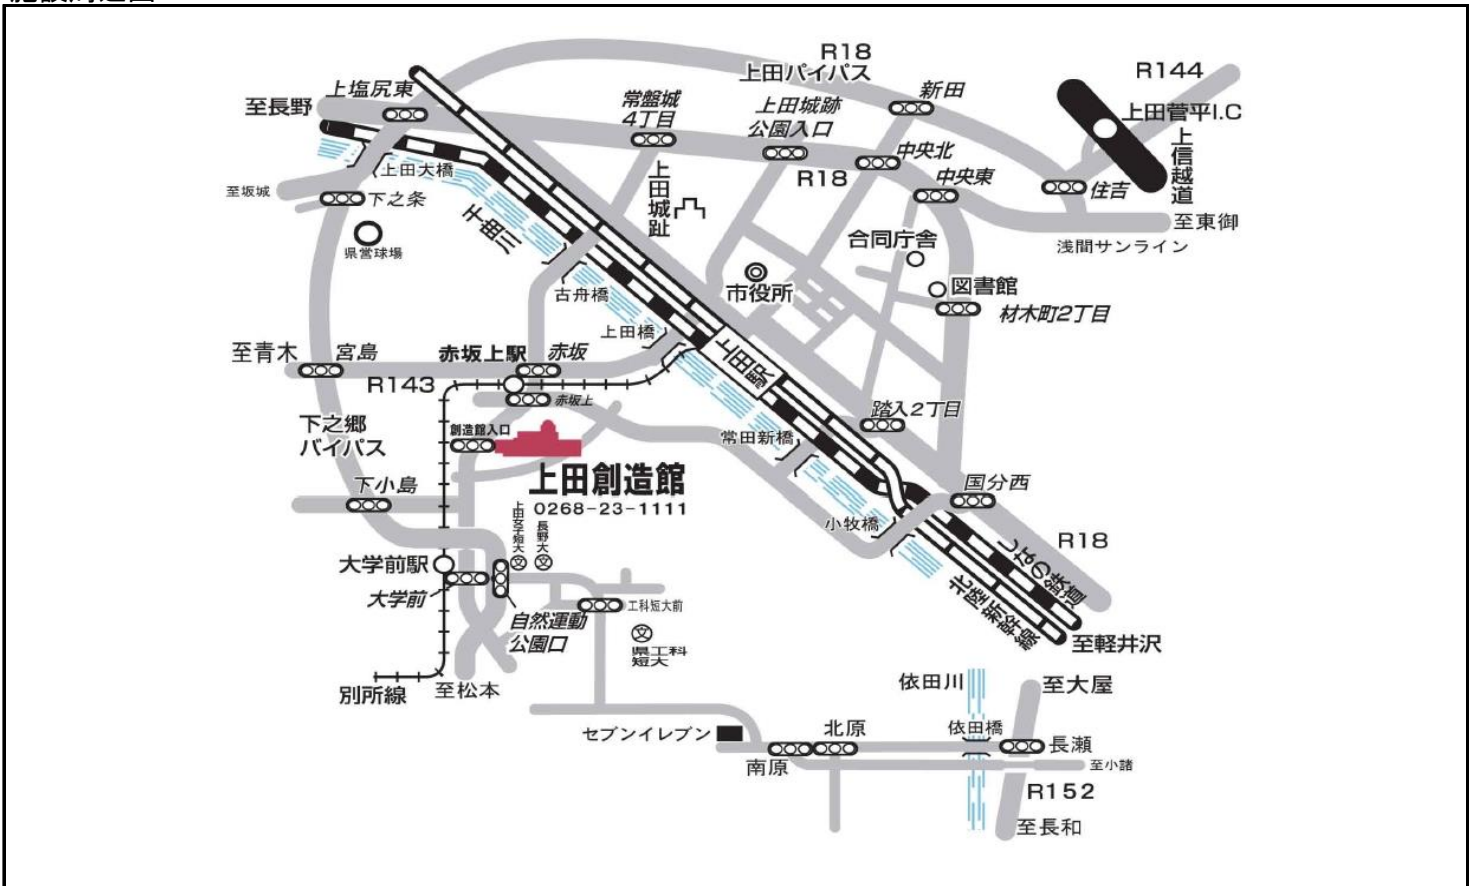 R18
上田バイパス
R144
上塩尻東
至長野
常盤城
4丁目
上田城跡
公園入口
新田
上田菅平I.C
上信越道
上田大橋
R18
中央北
中央東
住吉
至坂城
下之条
上田城址
至東御
県営球場
千曲川
合同庁舎
浅間サンライン
古舟橋
市役所
図書館
材木町2丁目
上田橋
至青木
宮島
赤坂上駅
赤坂
上田駅
R143
赤坂上
下之郷
バイパス
創造館入口
常田新橋
踏入2丁目
上田創造館
0268-23-1111
下小島
国分西
上田女子短大
長野大
小牧橋
R18
しなの鉄道
大学前駅
大学前
自然運動
公園口
工科短大前
北陸新幹線
県工科
短大
至軽井沢
別所線
至松本
依田川
至大屋
セブンイレブン
北原
依田橋
長瀬
南原
至小諸
R152
至長和